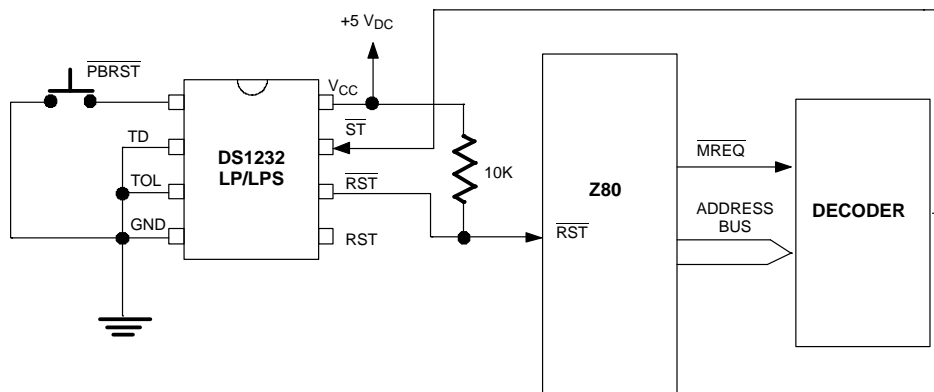 +5 VDC
PBRST
VCC
TD
ST
DS1232
LP/LPS
10K
MREQ
Z80
TOL
RST
DECODER
ADDRESS
BUS
GND
RST
RST